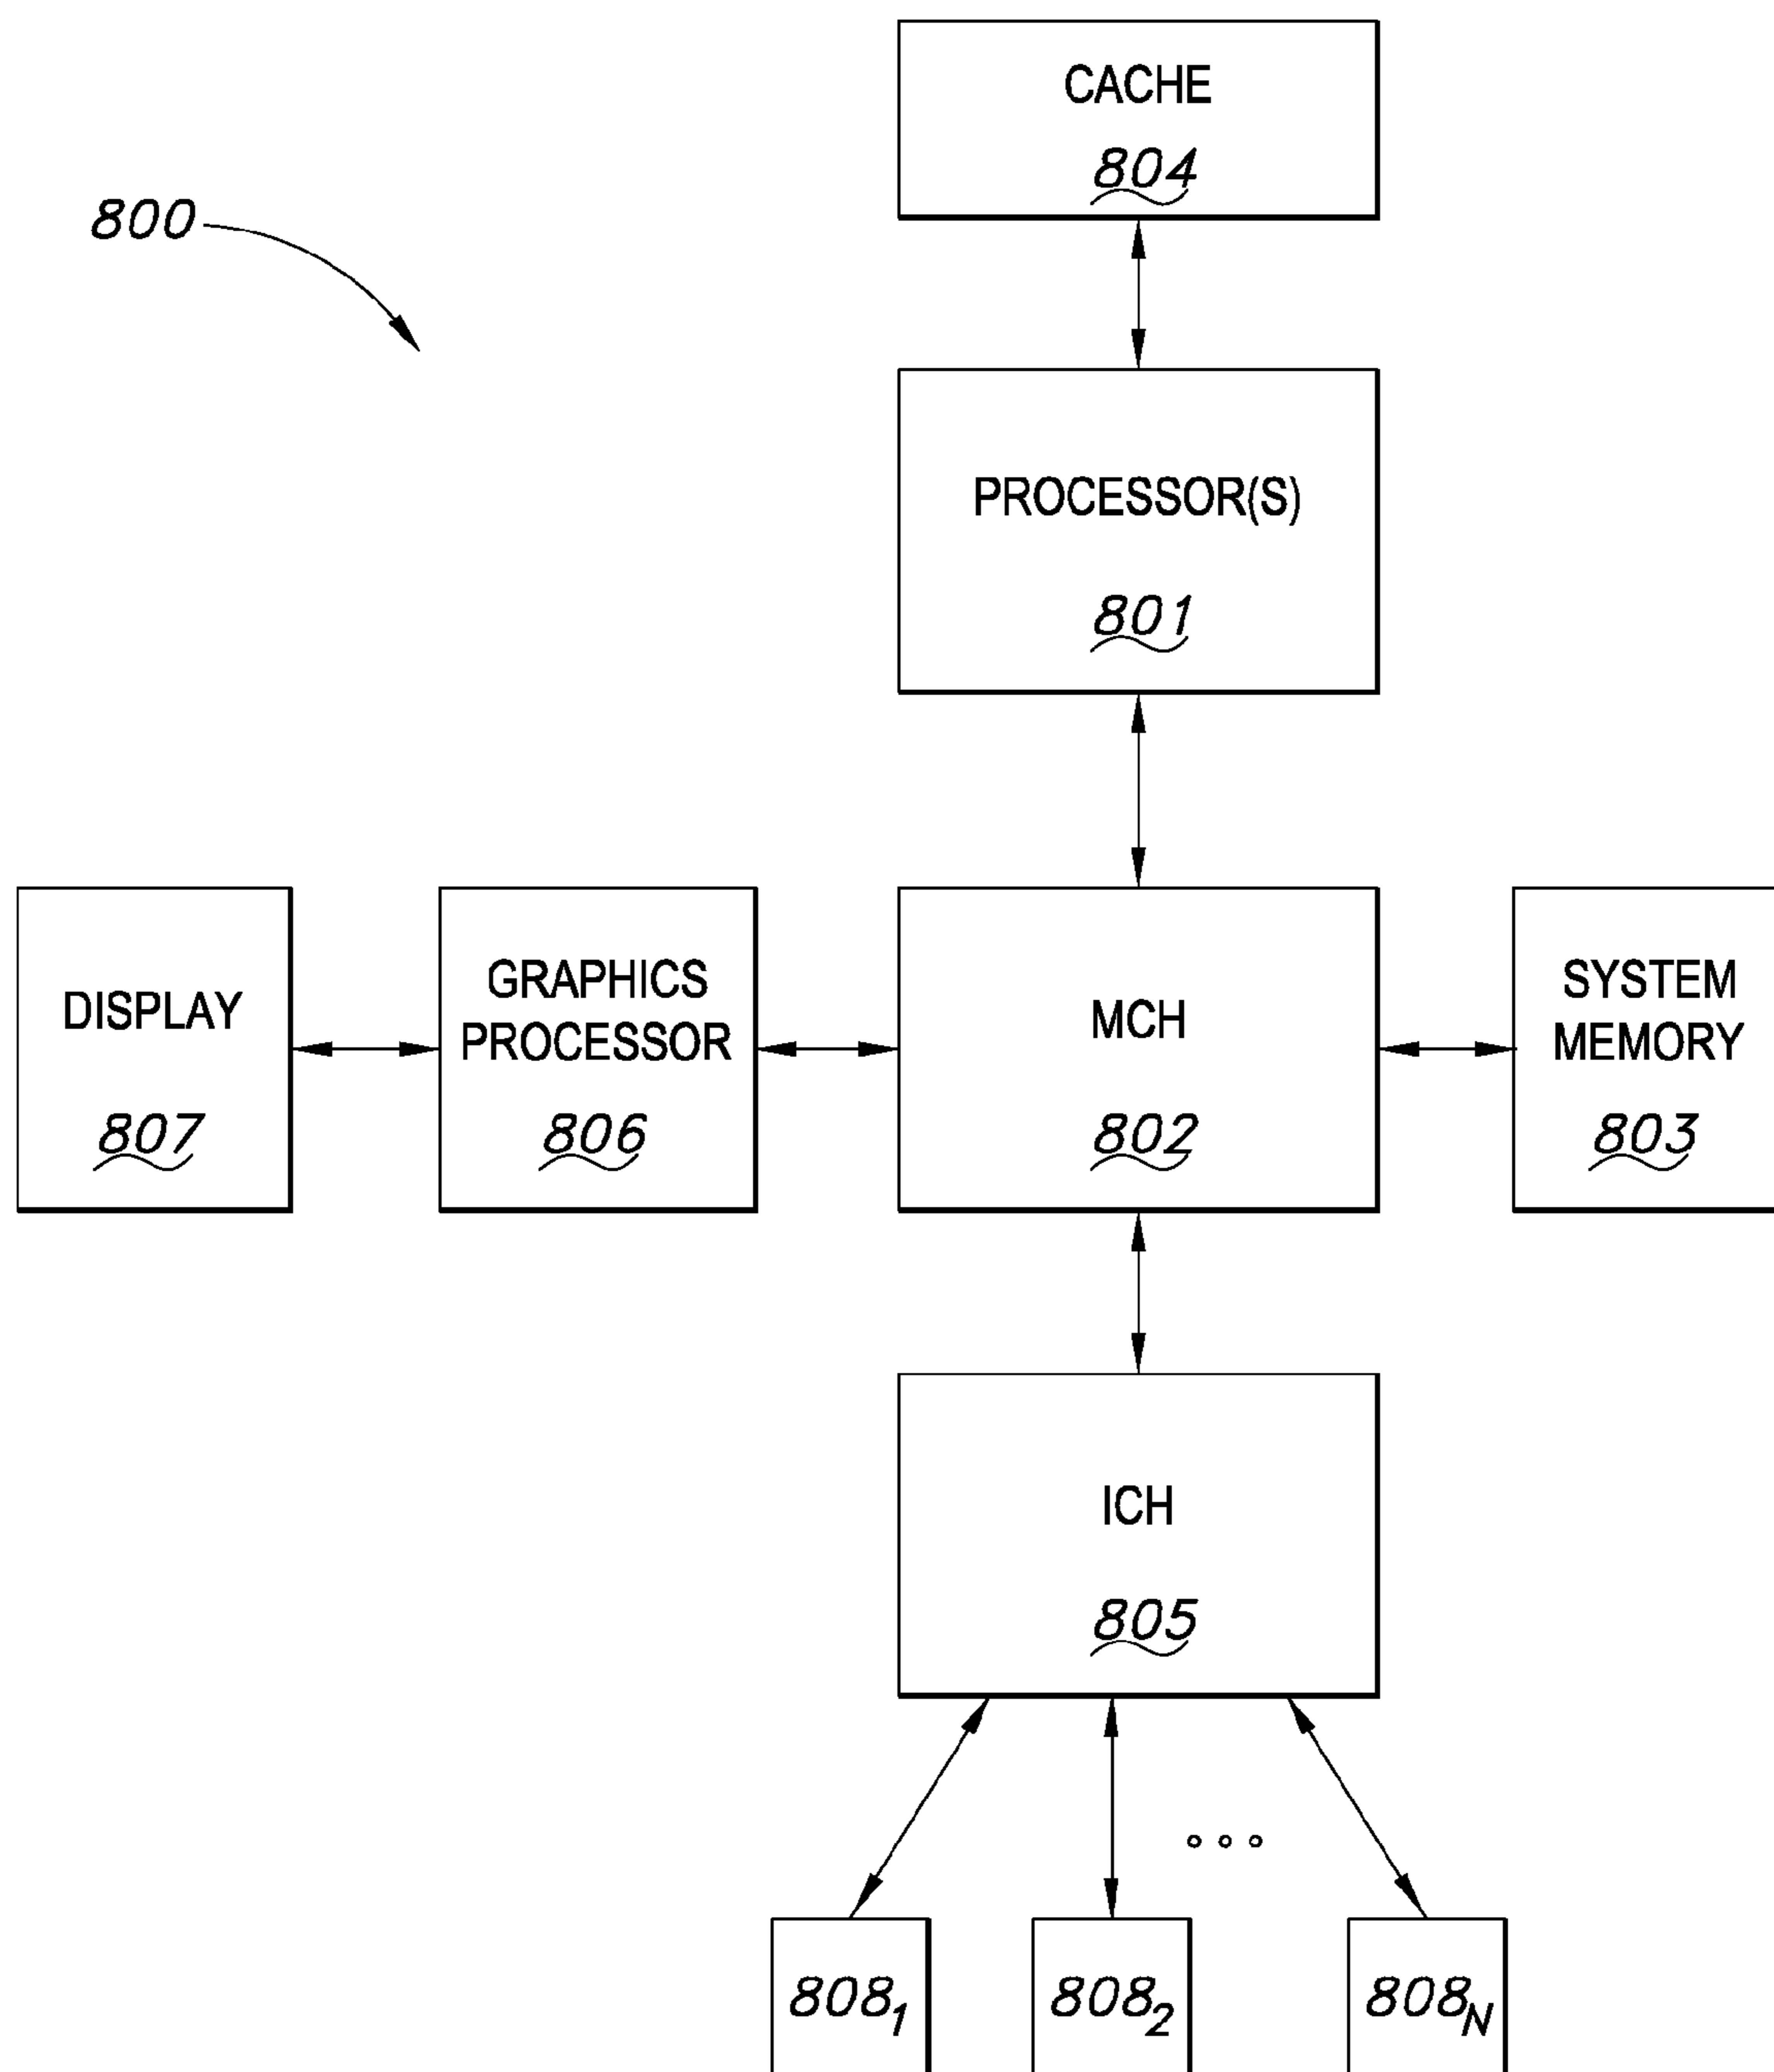 CACHE
804
800
PROCESSOR(S)
801
DISPLAY
807
GRAPHICS
PROCESSOR
806
MCH
802
SYSTEM
MEMORY
803
ICH
805
808₁
808₂
808_N